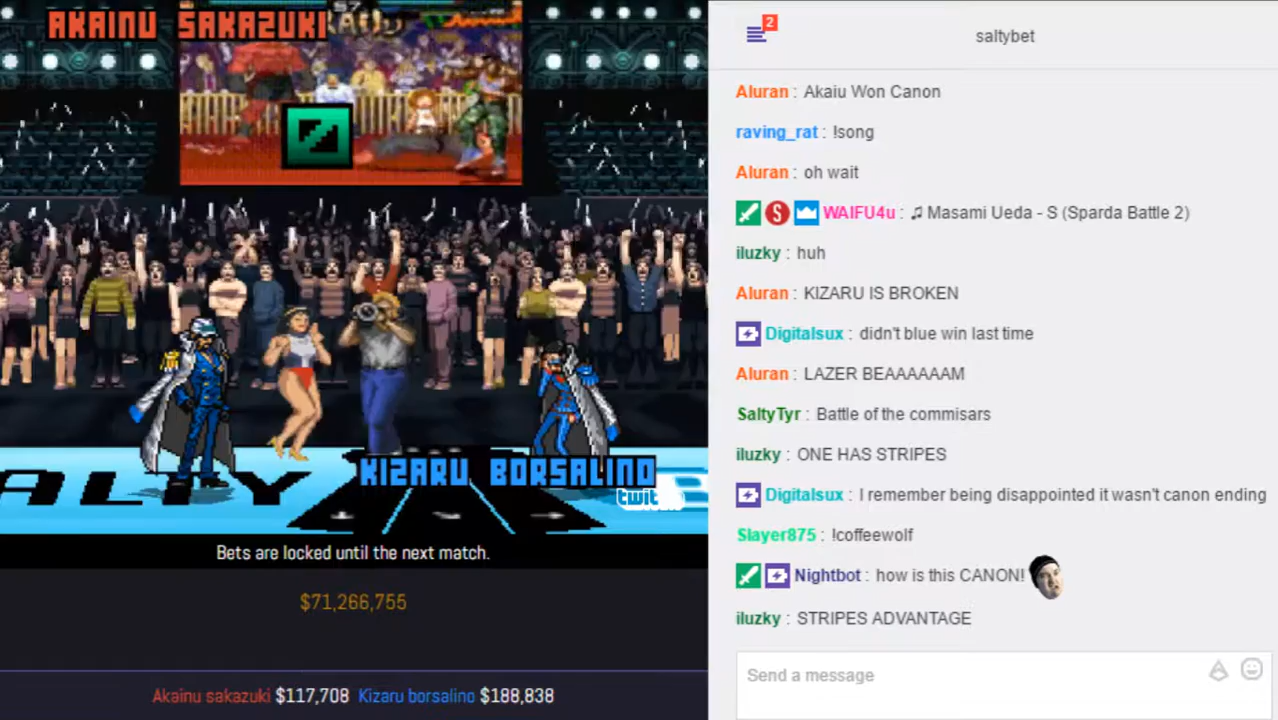 AKAINU SAKAZUKI
ALTY
KIZARU BORSALINO
twit
Bets are locked until the next match.
$71,266,755
Akainu sakazuki $117,708 Kizaru borsalino $188,838
2
saltybet
Aluran : Akaiu Won Canon
raving_rat : !song
Aluran : oh wait
S WAIFU4u : ♫ Masami Ueda - S (Sparda Battle 2)
iluzky : huh
Aluran : KIZARU IS BROKEN
Digitalsux : didn't blue win last time
Aluran : LAZER BEAAAAAAM
SaltyTyr : Battle of the commisars
iluzky : ONE HAS STRIPES
Digitalsux : I remember being disappointed it wasn't canon ending
Slayer875 : !coffeewolf
Nightbot : how is this CANON!
iluzky : STRIPES ADVANTAGE
Send a message